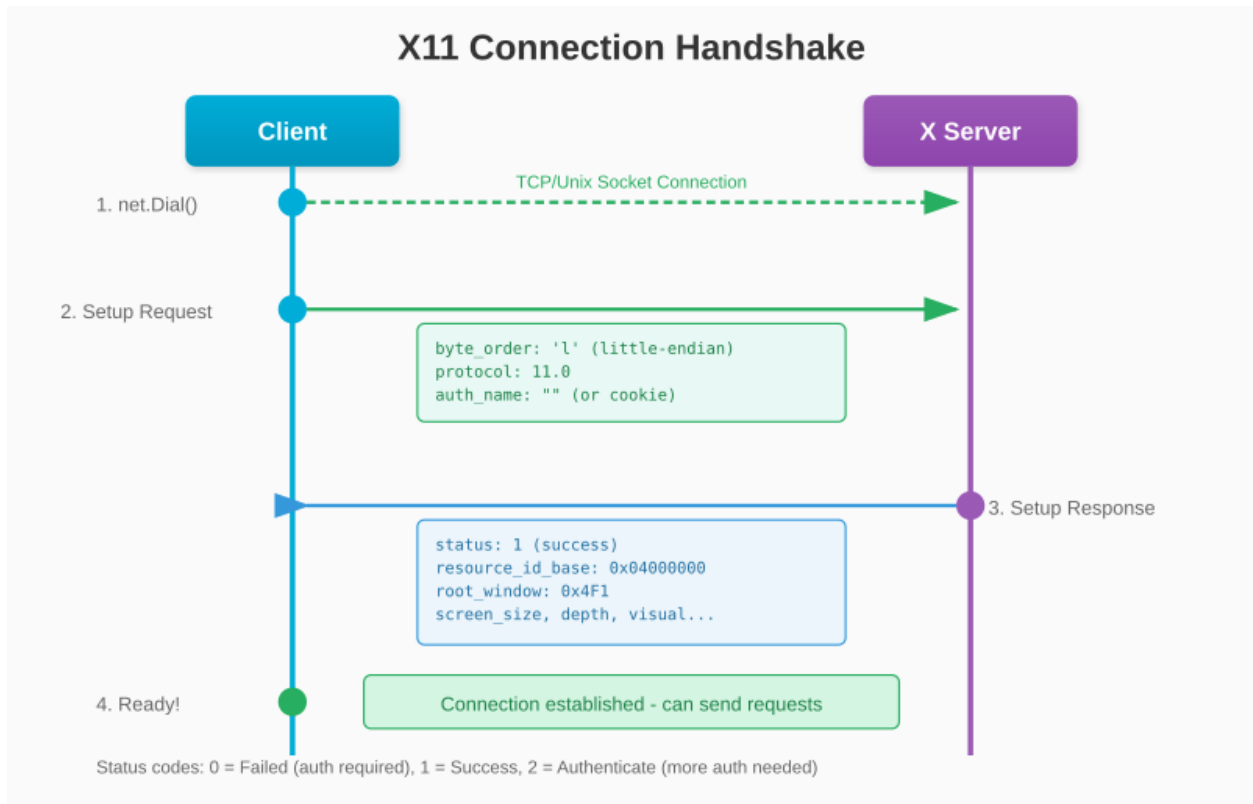 X11 Connection Handshake
Client
X Server
TCP/Unix Socket Connection
1. net.Dial()
2. Setup Request
byte_order: 'l' (little-endian)
protocol: 11.0
auth_name: "" (or cookie)
3. Setup Response
status: 1 (success)
resource_id_base: 0x04000000
root_window: 0x4F1
screen_size, depth, visual...
4. Ready!
Connection established - can send requests
Status codes: 0 = Failed (auth required), 1 = Success, 2 = Authenticate (more auth needed)